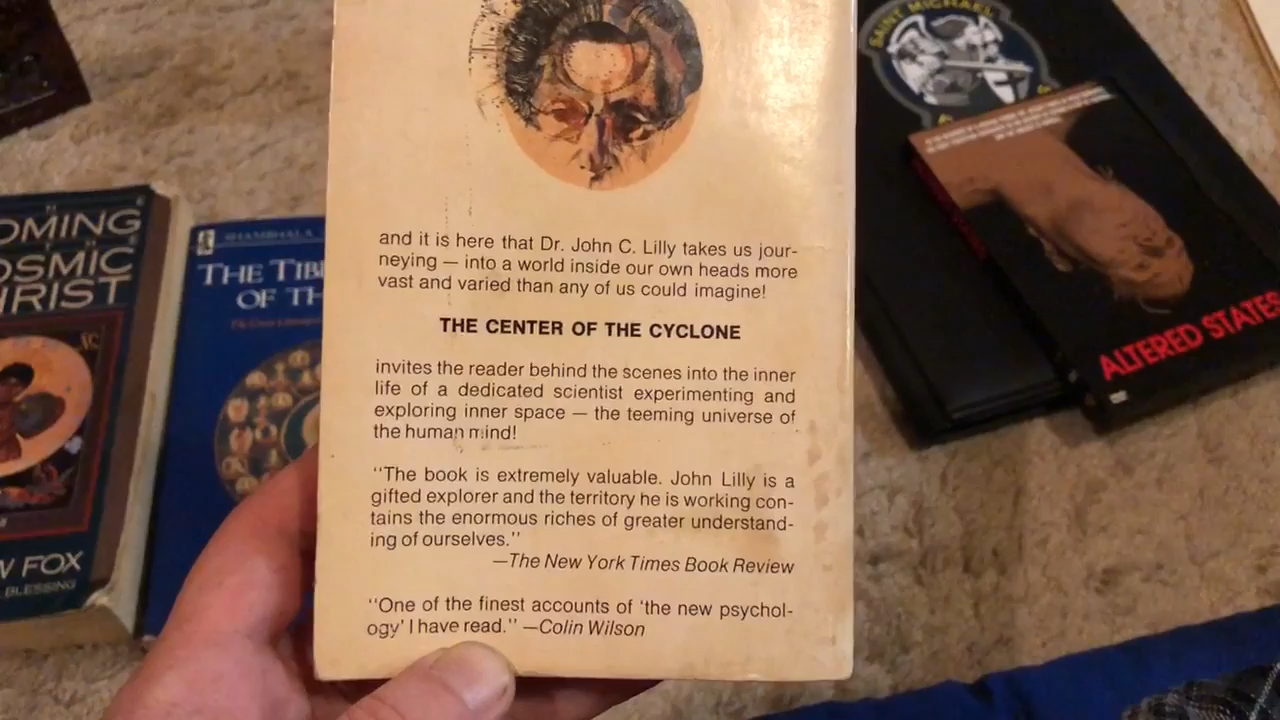 and it is here that Dr. John C. Lilly takes us jour-
neying — into a world inside our own heads more
vast and varied than any of us could imagine!
THE CENTER OF THE CYCLONE
invites the reader behind the scenes into the inner
life of a dedicated scientist experimenting and
exploring inner space — the teeming universe of
the human mind!
"The book is extremely valuable. John Lilly is a
gifted explorer and the territory he is working con-
tains the enormous riches of greater understand-
ing of ourselves."
—The New York Times Book Review
"One of the finest accounts of 'the new psychol-
ogy' I have read." —Colin Wilson
OMING
OF THE
OSMIC
HRIST
W FOX
BLESSING
SHAMBHALA
THE TIB
OF TH
SAINT MICHAEL
ALTERED STATES